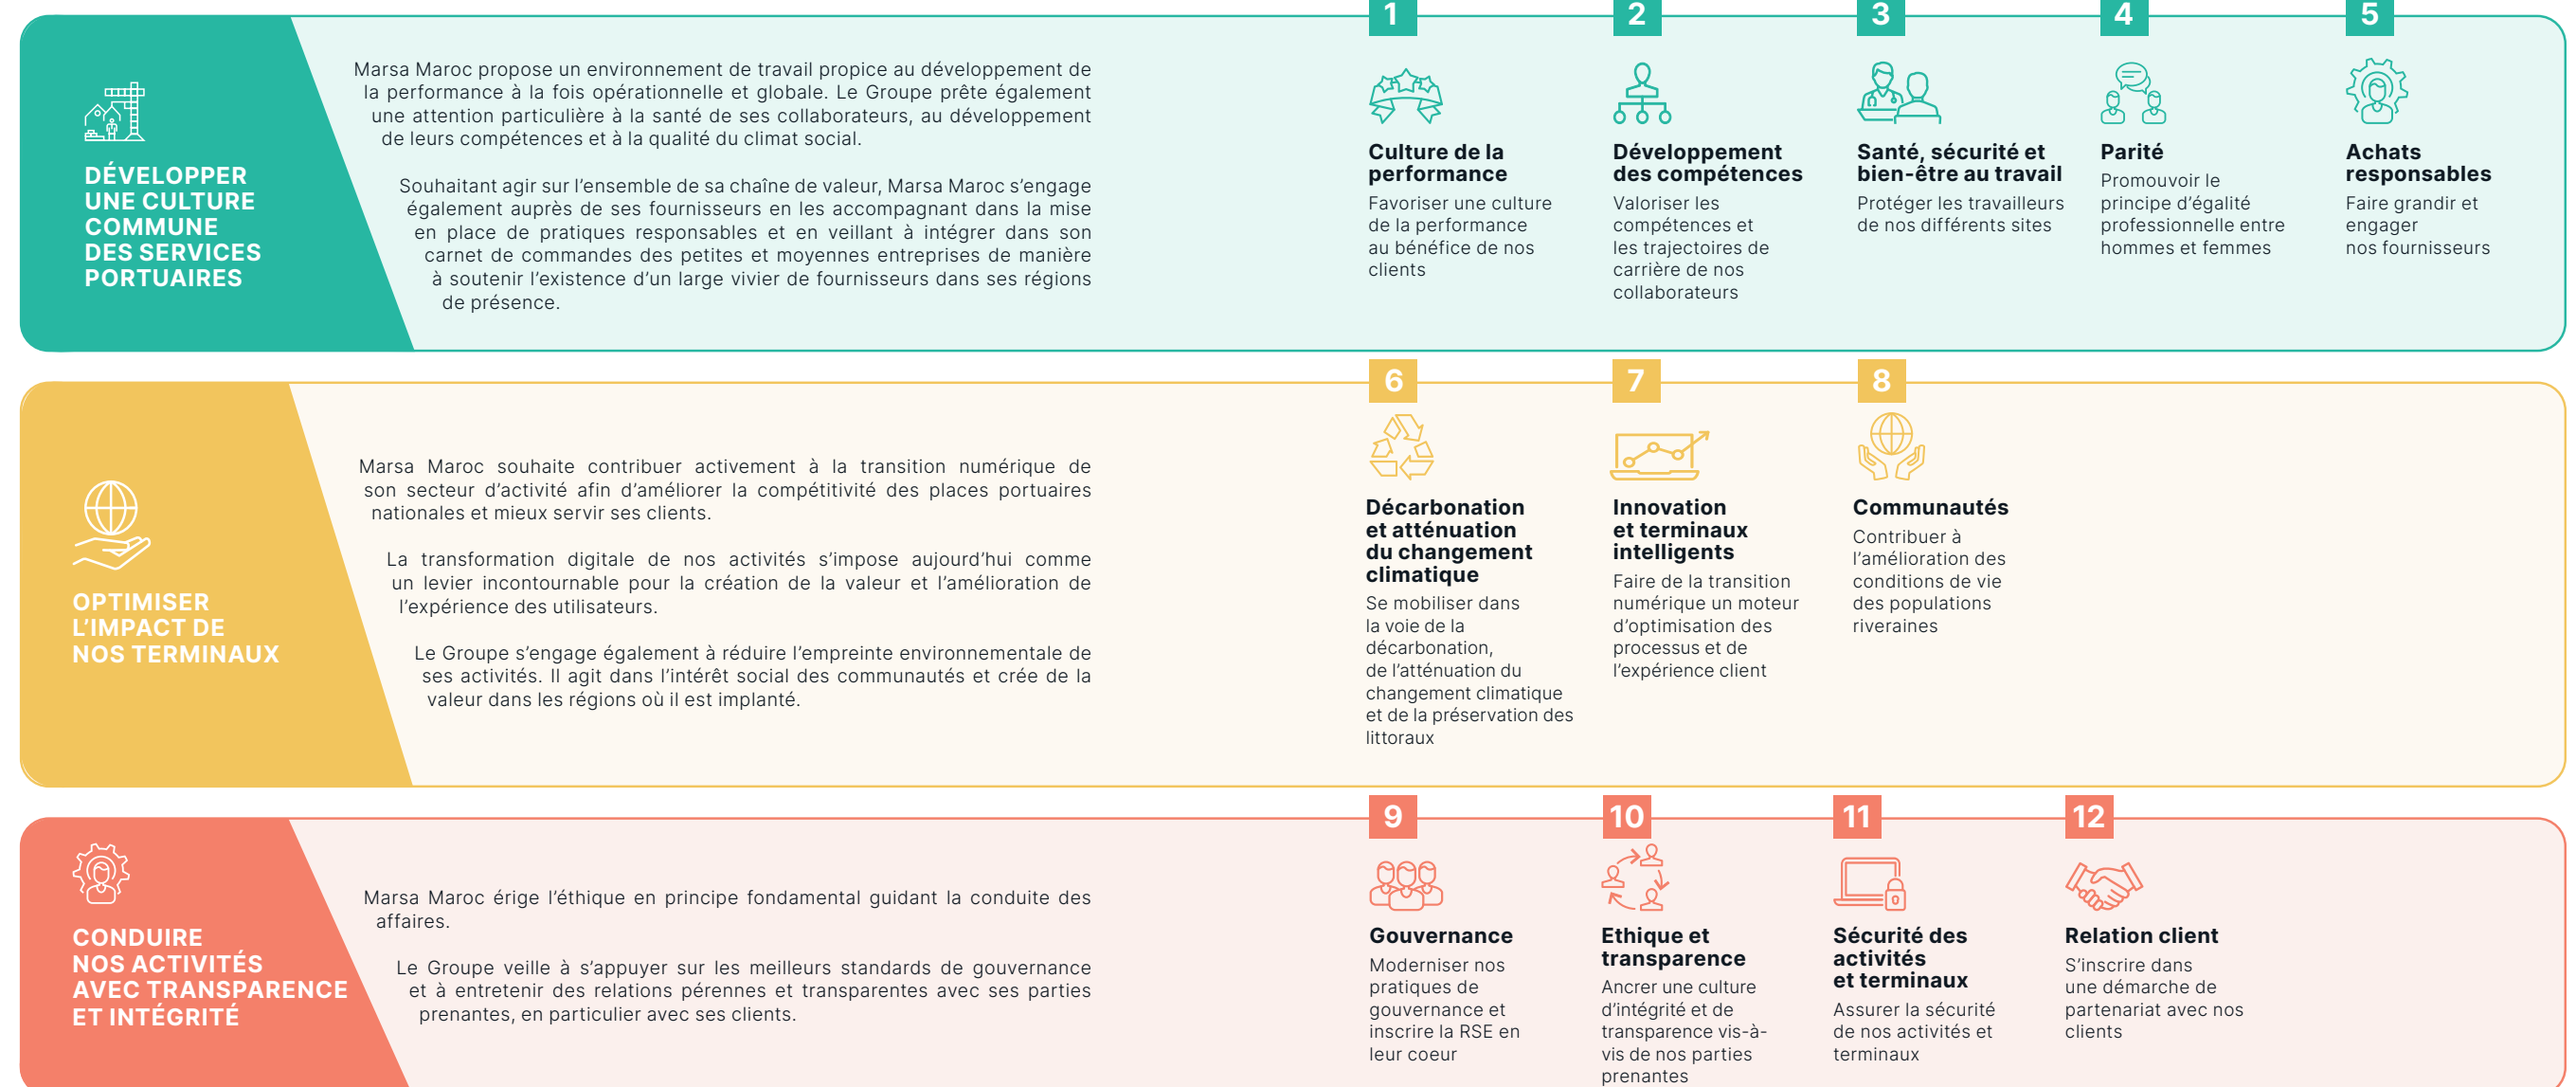 DÉVELOPPER
UNE CULTURE
COMMUNE
DES SERVICES
PORTUAIRES
Marsa Maroc propose un environnement de travail propice au développement de
la performance à la fois opérationnelle et globale. Le Groupe prête également
une attention particulière à la santé de ses collaborateurs, au développement
de leurs compétences et à la qualité du climat social.
Souhaitant agir sur l’ensemble de sa chaîne de valeur, Marsa Maroc s’engage
également auprès de ses fournisseurs en les accompagnant dans la mise
en place de pratiques responsables et en veillant à intégrer dans son
carnet de commandes des petites et moyennes entreprises de manière
à soutenir l’existence d’un large vivier de fournisseurs dans ses régions
de présence.
1
Culture de la
performance
Favoriser une culture
de la performance
au bénéfice de nos
clients
2
Développement
des compétences
Valoriser les
compétences et
les trajectoires de
carrière de nos
collaborateurs
3
Santé, sécurité et
bien-être au travail
Protéger les travailleurs
de nos différents sites
4
Parité
Promouvoir le
principe d’égalité
professionnelle entre
hommes et femmes
5
Achats
responsables
Faire grandir et
engager
nos fournisseurs
OPTIMISER
L’IMPACT DE
NOS TERMINAUX
Marsa Maroc souhaite contribuer activement à la transition numérique de
son secteur d’activité afin d’améliorer la compétitivité des places portuaires
nationales et mieux servir ses clients.
La transformation digitale de nos activités s’impose aujourd’hui comme
un levier incontournable pour la création de la valeur et l’amélioration de
l’expérience des utilisateurs.
Le Groupe s’engage également à réduire l’empreinte environnementale de
ses activités. Il agit dans l’intérêt social des communautés et crée de la
valeur dans les régions où il est implanté.
6
Décarbonation
et atténuation
du changement
climatique
Se mobiliser dans
la voie de la
décarbonation,
de l’atténuation du
changement climatique
et de la préservation des
littoraux
7
Innovation
et terminaux
intelligents
Faire de la transition
numérique un moteur
d’optimisation des
processus et de
l’expérience client
8
Communautés
Contribuer à
l’amélioration des
conditions de vie
des populations
riveraines
CONDUIRE
NOS ACTIVITÉS
AVEC TRANSPARENCE
ET INTÉGRITÉ
Marsa Maroc érige l’éthique en principe fondamental guidant la conduite des
affaires.
Le Groupe veille à s’appuyer sur les meilleurs standards de gouvernance
et à entretenir des relations pérennes et transparentes avec ses parties
prenantes, en particulier avec ses clients.
9
Gouvernance
Moderniser nos
pratiques de
gouvernance et
inscrire la RSE en
leur coeur
10
Ethique et
transparence
Ancrer une culture
d’intégrité et de
transparence vis-à-
vis de nos parties
prenantes
11
Sécurité des
activités
et terminaux
Assurer la sécurité
de nos activités et
terminaux
12
Relation client
S’inscrire dans
une démarche de
partenariat avec nos
clients